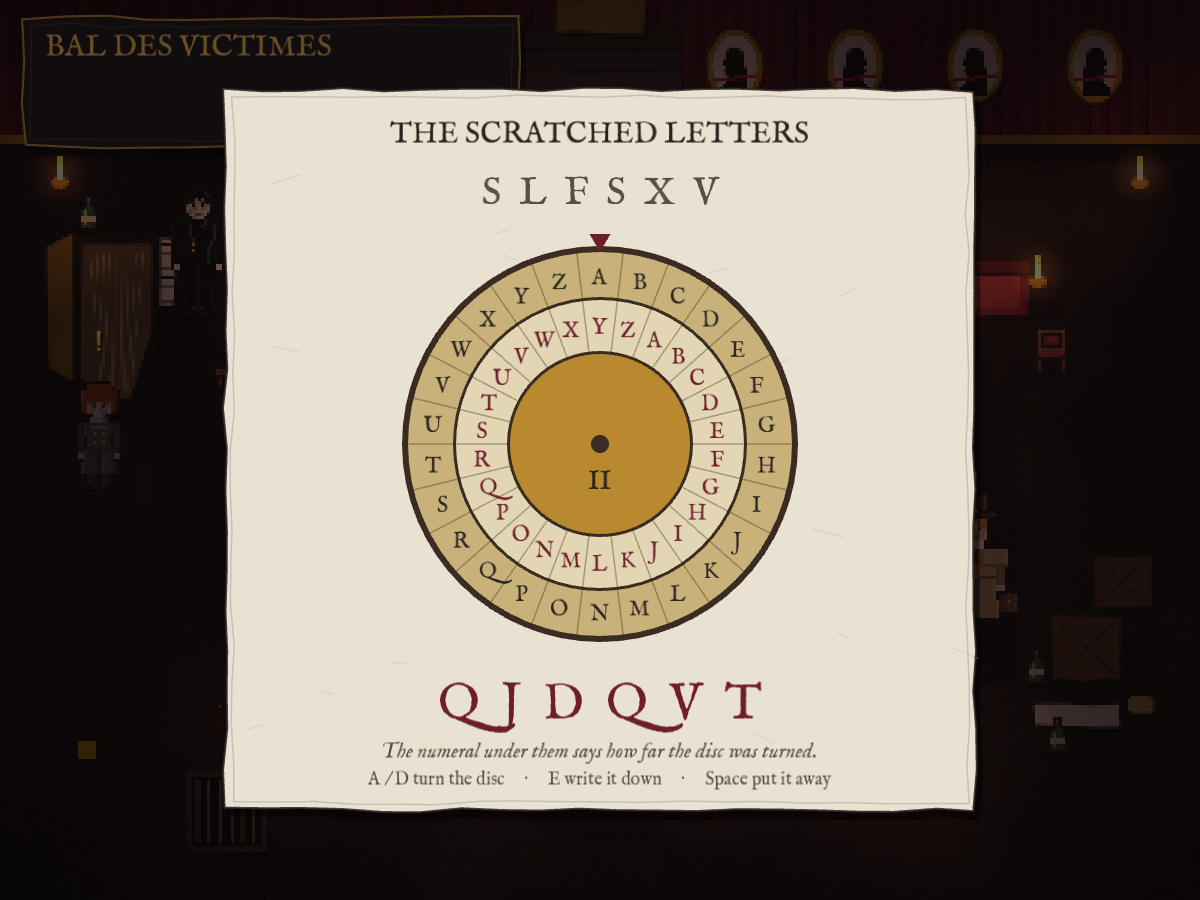 BAL DES VICTIMES
THE SCRATCHED LETTERS
S L F S X V
A B C D E F G H I J K L M N O P Q R S T U V W X Y Z
Y Z A B C D E F G H I J K L M N O P Q R S T U V W X
II
Q J D Q V T
The numeral under them says how far the disc was turned.
A / D turn the disc · E write it down · Space put it away